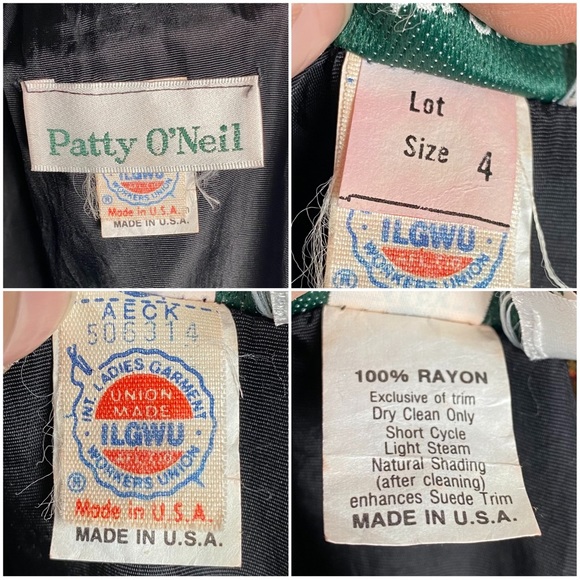 Patty O'Neil
ILGWU
WORKERS UNION
®
Made in U.S.A.
MADE IN U.S.A.
Lot
Size 4
ILGWU
WORKERS UNION
®
AECK
506314
INT. LADIES GARMENT
UNION
MADE
ILGWU
WORKERS UNION
®
Made in U.S.A.
MADE IN U.S.A.
100% RAYON
Exclusive of trim
Dry Clean Only
Short Cycle
Light Steam
Natural Shading
(after cleaning)
enhances Suede Trim
MADE IN U.S.A.